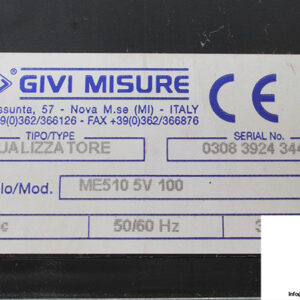 GIVI MISURE
ssunta, 57 - Nova M.se (MI) - ITALY
9(0)362/366126 - FAX +39(0)362/366876
TIPO/TYPE
SERIAL No.
UALIZZATORE
0308 3924 344
lo/Mod.
ME510 5V 100
50/60 Hz